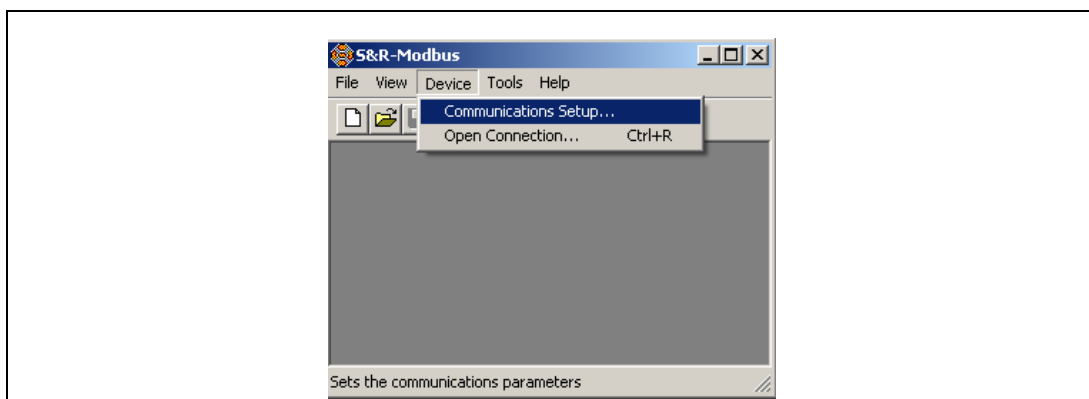 S&R-Modbus
File View Device Tools Help
Communications Setup...
Open Connection... Ctrl+R
Sets the communications parameters